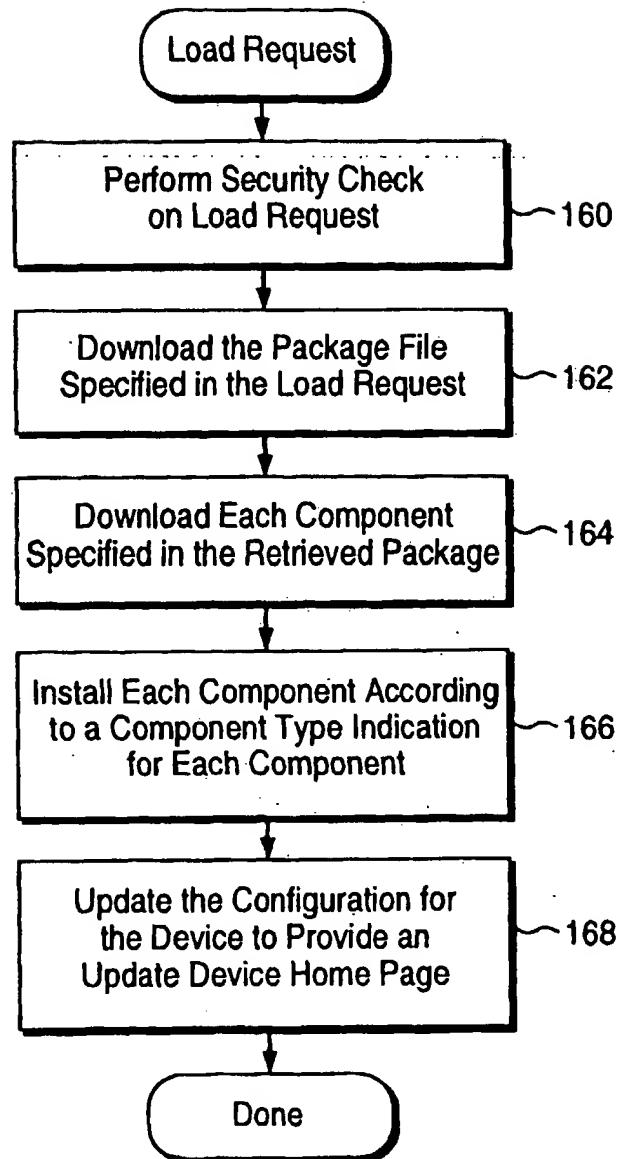 Load Request
Perform Security Check
on Load Request
160
Download the Package File
Specified in the Load Request
162
Download Each Component
Specified in the Retrieved Package
164
Install Each Component According
to a Component Type Indication
for Each Component
166
Update the Configuration for
the Device to Provide an
Update Device Home Page
168
Done